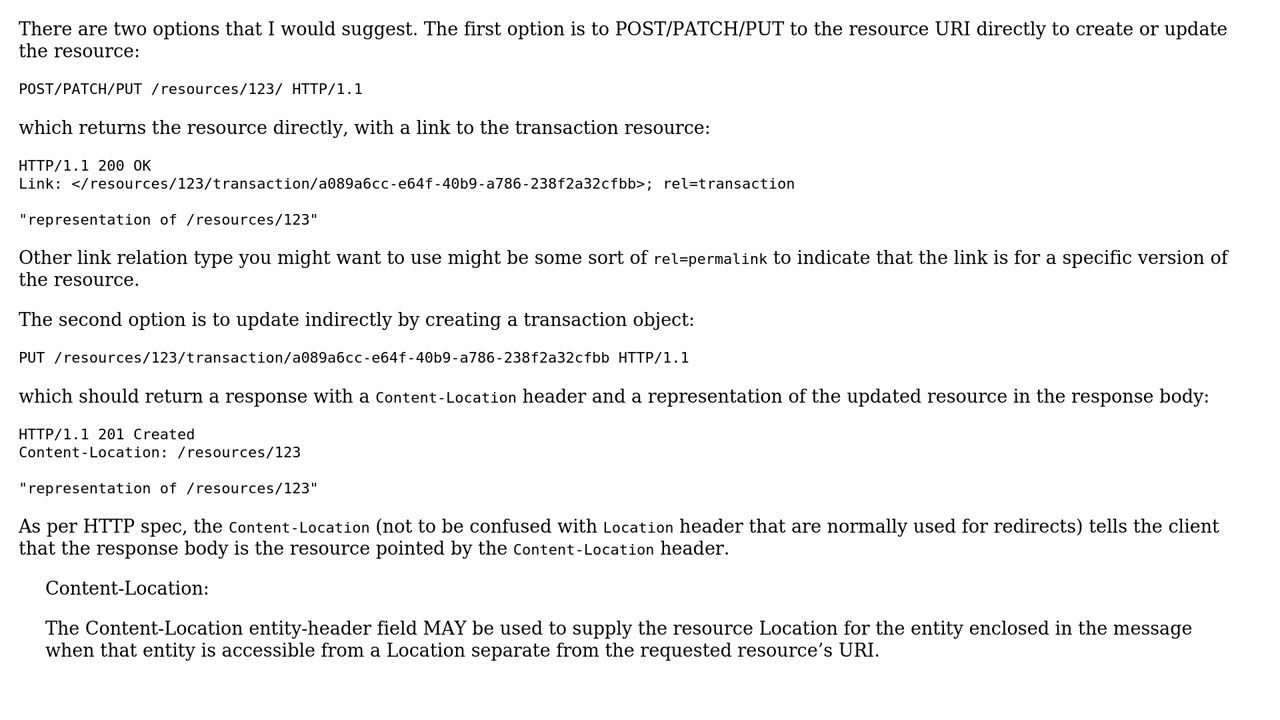 There are two options that I would suggest. The first option is to POST/PATCH/PUT to the resource URI directly to create or update
the resource:
POST/PATCH/PUT /resources/123/ HTTP/1.1
which returns the resource directly, with a link to the transaction resource:
HTTP/1.1 200 OK
Link: </resources/123/transaction/a089a6cc-e64f-40b9-a786-238f2a32cfbb>; rel=transaction
"representation of /resources/123"
Other link relation type you might want to use might be some sort of rel=permalink to indicate that the link is for a specific version of
the resource.
The second option is to update indirectly by creating a transaction object:
PUT /resources/123/transaction/a089a6cc-e64f-40b9-a786-238f2a32cfbb HTTP/1.1
which should return a response with a Content-Location header and a representation of the updated resource in the response body:
HTTP/1.1 201 Created
Content-Location: /resources/123
"representation of /resources/123"
As per HTTP spec, the Content-Location (not to be confused with Location header that are normally used for redirects) tells the client
that the response body is the resource pointed by the Content-Location header.
Content-Location:
The Content-Location entity-header field MAY be used to supply the resource Location for the entity enclosed in the message
when that entity is accessible from a Location separate from the requested resource’s URI.